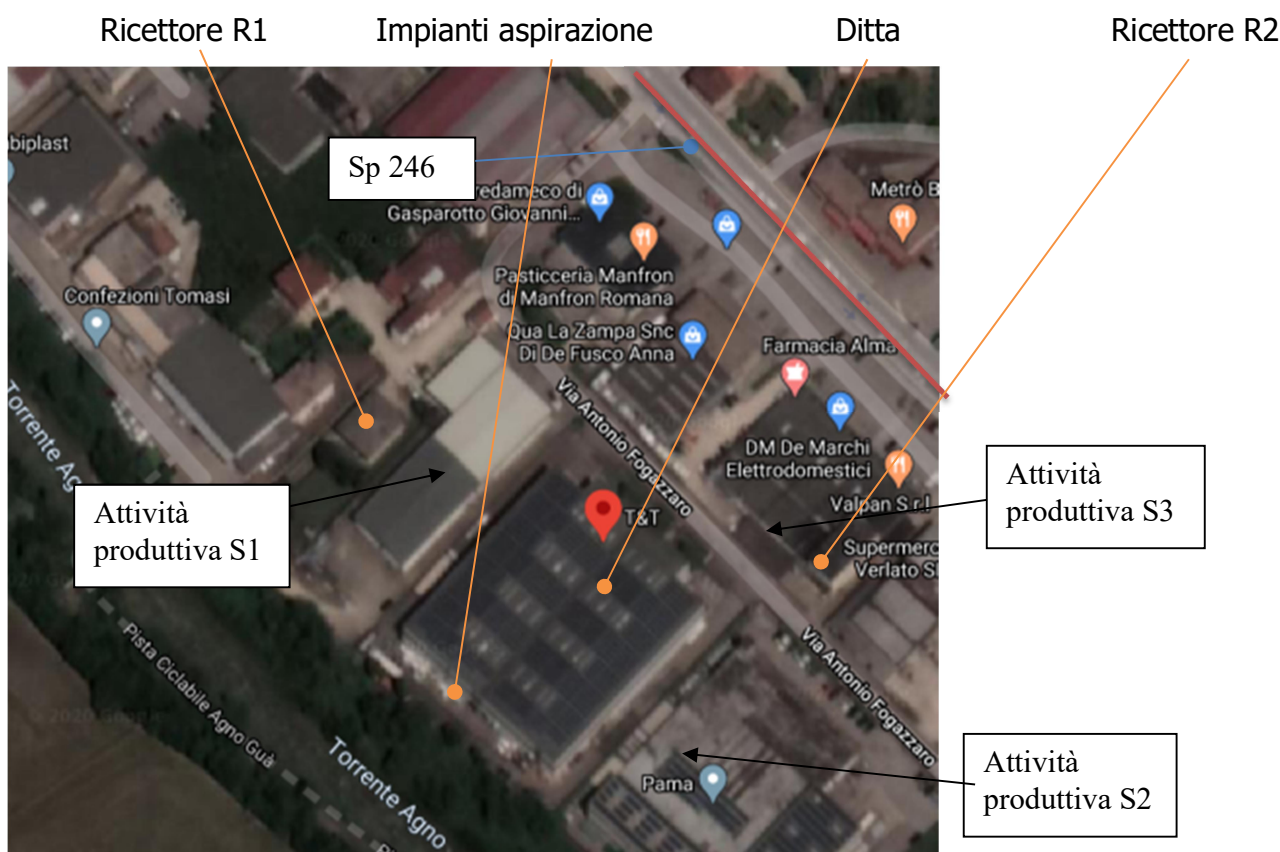 Ricettore R1
Impianti aspirazione
Ditta
Ricettore R2
biplast
Sp 246
redameco di
Gasparotto Giovanni...
Metrò B
Pasticceria Manfron
di Manfron Romana
Confezioni Tomasi
Qua La Zampa Snc
Di De Fusco Anna
Farmacia Alma
Via Antonio Fogazzaro
DM De Marchi
Elettrodomestici
Valpan S.r.l
Attività
produttiva S3
Torrente Ag
Attività
produttiva S1
T&T
Supermerc
Verlato S
Pista Ciclabile Agno Guà
Via Antonio Fogazzaro
Torrente Agno
Pama
Attività
produttiva S2